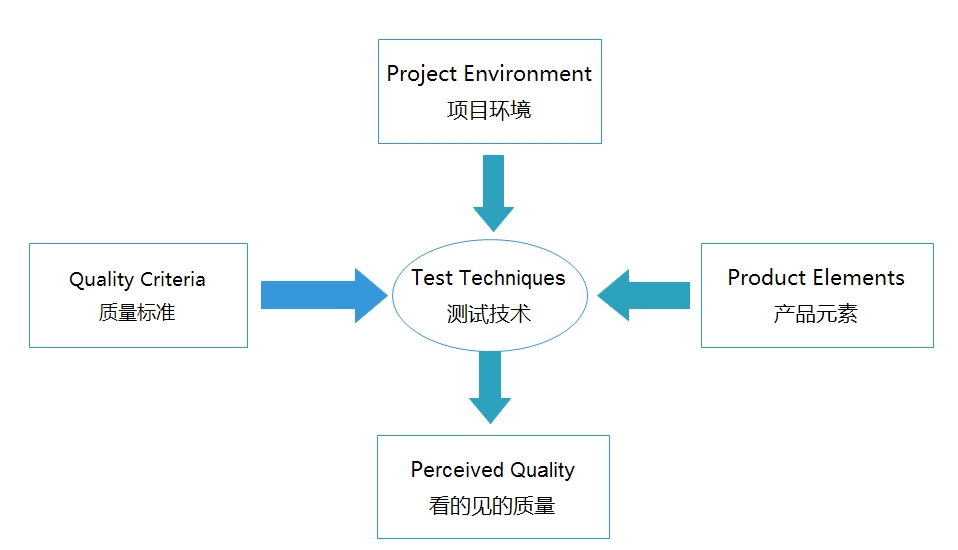 Project Environment
项目环境
Quality Criteria
质量标准
Test Techniques
测试技术
Product Elements
产品元素
Perceived Quality
看的见的质量